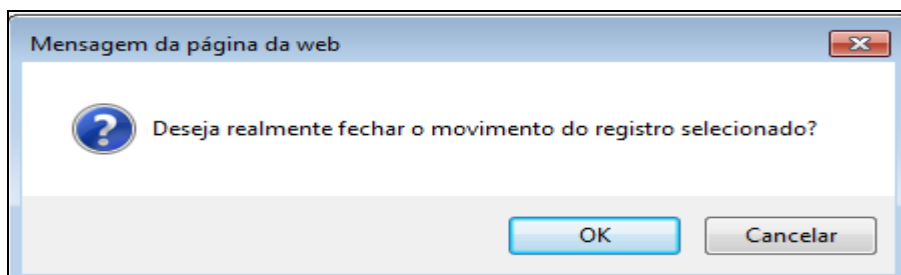 Mensagem da página da web
Deseja realmente fechar o movimento do registro selecionado?
OK
Cancelar